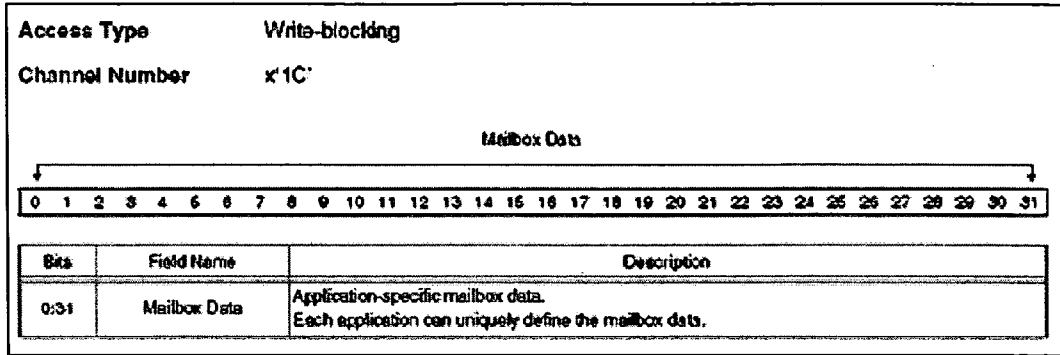 Access Type Write-blocking
Channel Number x'1C'
Mailbox Data
0 1 2 3 4 5 6 7 8 9 10 11 12 13 14 15 16 17 18 19 20 21 22 23 24 25 26 27 28 29 30 31
Bits Field Name Description
0:31 Mailbox Data Application-specific mailbox data.
Each application can uniquely define the mailbox data.